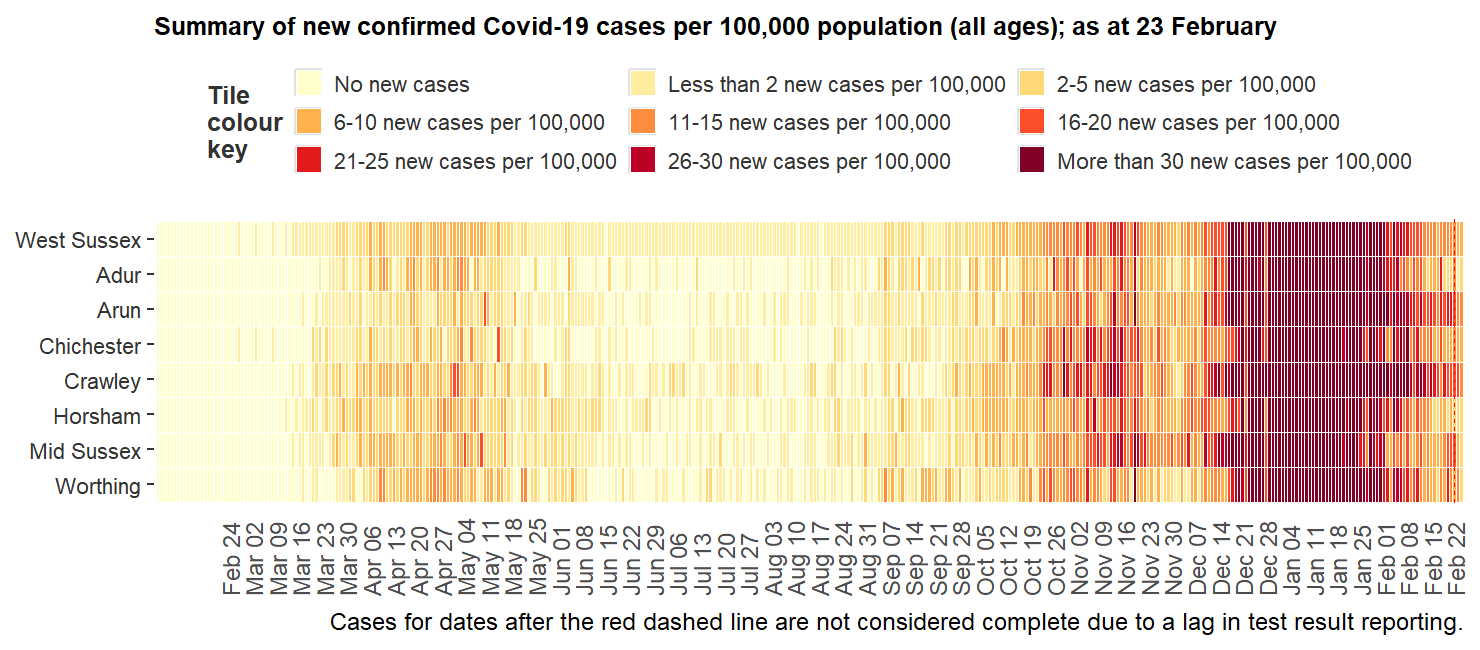 Summary of new confirmed Covid-19 cases per 100,000 population (all ages); as at 23 February
Tile colour key
No new cases
Less than 2 new cases per 100,000
2-5 new cases per 100,000
6-10 new cases per 100,000
11-15 new cases per 100,000
16-20 new cases per 100,000
21-25 new cases per 100,000
26-30 new cases per 100,000
More than 30 new cases per 100,000
West Sussex
Adur
Arun
Chichester
Crawley
Horsham
Mid Sussex
Worthing
Feb 24
Mar 02
Mar 09
Mar 16
Mar 23
Mar 30
Apr 06
Apr 13
Apr 20
Apr 27
May 04
May 11
May 18
May 25
Jun 01
Jun 08
Jun 15
Jun 22
Jun 29
Jul 06
Jul 13
Jul 20
Jul 27
Aug 03
Aug 10
Aug 17
Aug 24
Aug 31
Sep 07
Sep 14
Sep 21
Sep 28
Oct 05
Oct 12
Oct 19
Oct 26
Nov 02
Nov 09
Nov 16
Nov 23
Nov 30
Dec 07
Dec 14
Dec 21
Dec 28
Jan 04
Jan 11
Jan 18
Jan 25
Feb 01
Feb 08
Feb 15
Feb 22
Cases for dates after the red dashed line are not considered complete due to a lag in test result reporting.